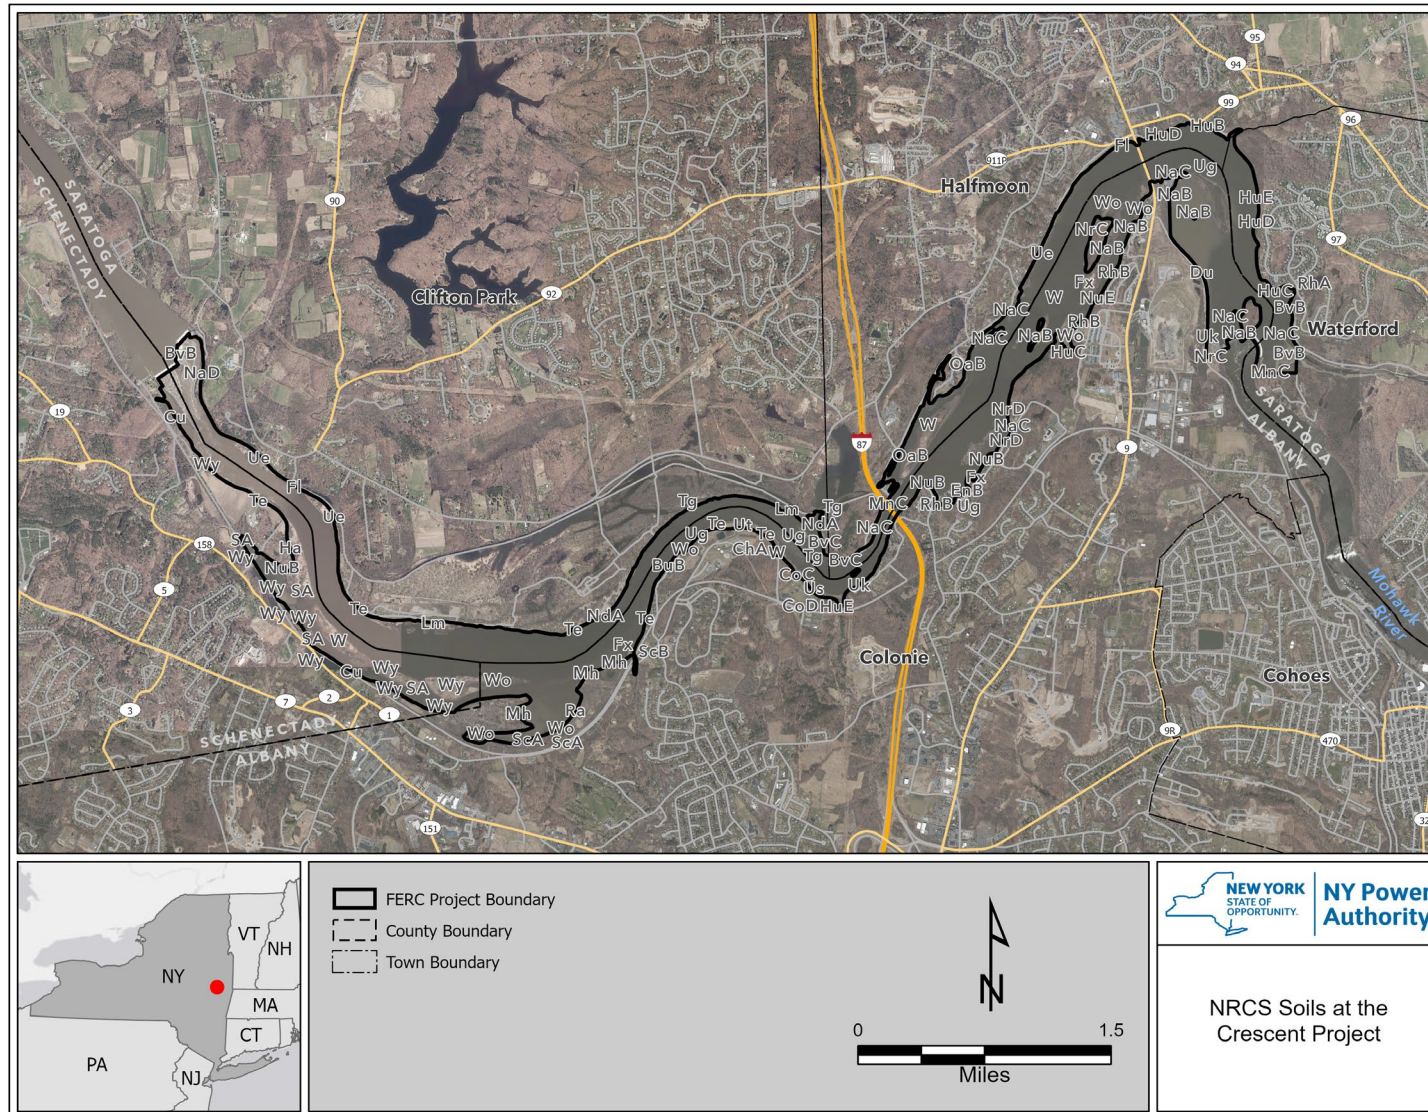 95
94
99
96
HuB
HuD
Fl
911P
Halfmoon
NaC Ug
SARATOGA
SCHENECTADY
90
NaB
HuE
Wo
Wo
NaB
HuD
NrC NaB
97
NaB
Ue
RhB
Du
Fx
NuE
RhA
HuC
Clifton Park
92
W
BvB
NaC
NaC
RhB
Waterford
NaB Wo
NaB
NaC
NaC
Uk
BvB
HuC
NrC
BvB
OaB
MnC
NaD
19
Cu
NrD
SARATOGA
ALBANY
W
NaC
87
NrD
9
Ue
Wy
OaB
NuB
Fl
Fx
NuB
EnB
Te
Tg
MnC
RhB Ug
Ue
Lm Tg
Te Ut
NdA
NaC
158
SA
Te Ug
Ug
BvC
Ha
Wy
Wo
ChA W
Tg BvC
NuB
BuB
CoC
5
Wy SA
Us
Uk
Mohawk
River
CoD HuE
Te
Wy Wy
NdA
Te
Lm
Te
SA W
Fx
ScB
Colonie
Wy
Mh
Cu Wy
Mh
Cohoes
Wy SA Wy
Wo
7
2
Wy
3
1
Mh
Ra
SCHENECTADY
ALBANY
Wo
Wo
9R
ScA
ScA
470
151
32
VT
NH
NY
MA
CT
PA
NJ
FERC Project Boundary
County Boundary
Town Boundary
N
0 1.5
Miles
NEW YORK
STATE OF
OPPORTUNITY.
NY Power
Authority
NRCS Soils at the
Crescent Project